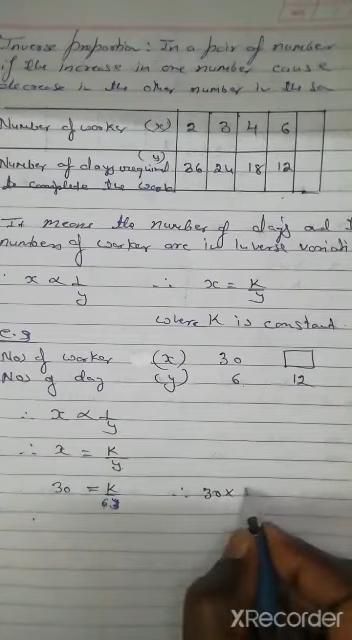 Inverse proportion: In a pair of number
if the increase in one number cause
decrease in the other number in the sa
Number of worker (x) 2 3 4 6
Number of days required (y) 36 24 18 12
to complete the work
It means the number of days and
numbers of worker are in Inverse variati
∴ x ∝ 1/y ∴ x = K/y
where K is constant.
e.g
No of worker (x) 30
No of day (y) 6 12
∴ x ∝ 1/y
∴ x = K/y
30 = K/6 ∴ 30×
XRecorder